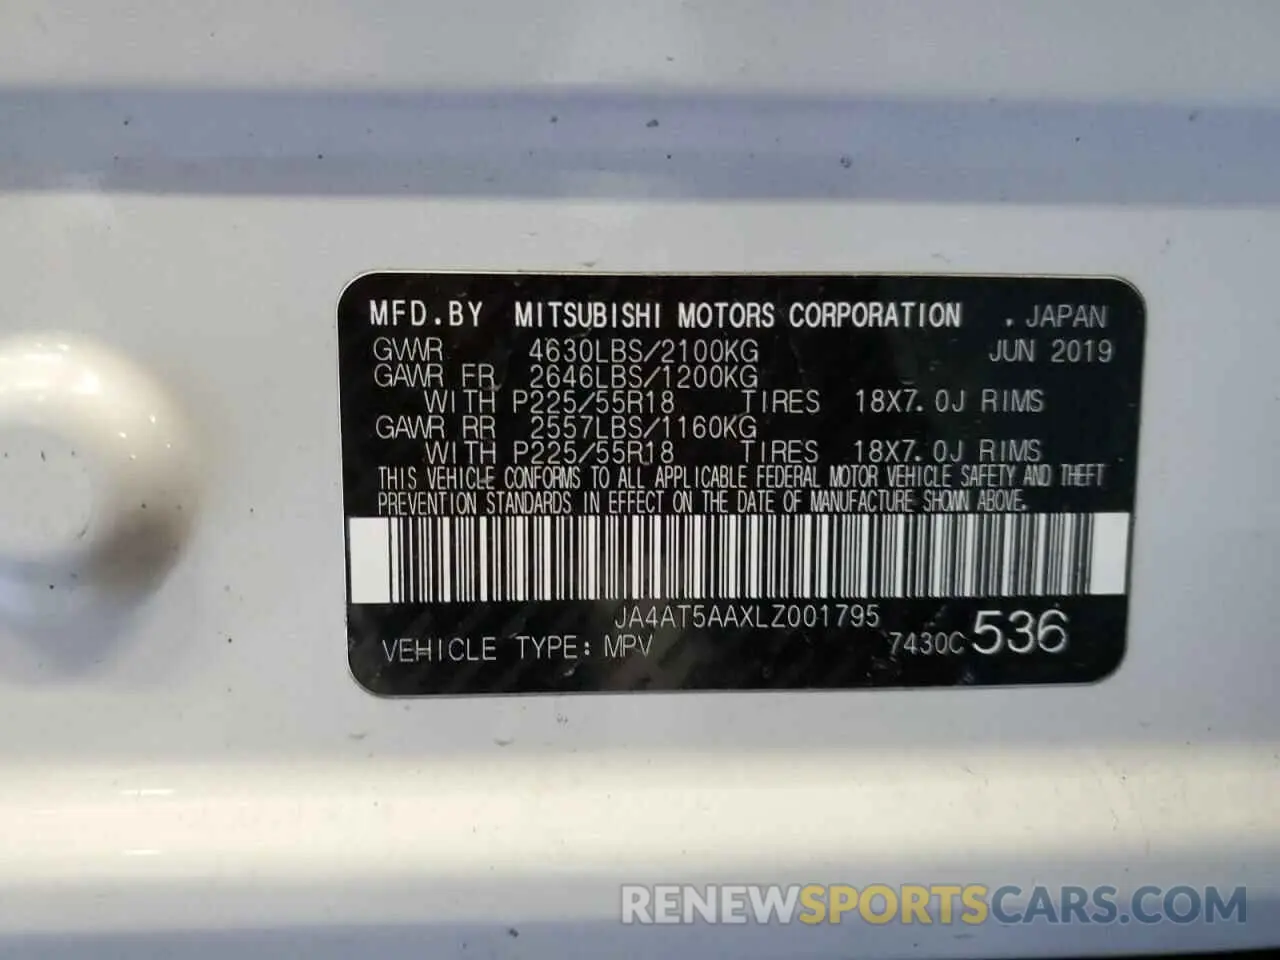 MFD.BY MITSUBISHI MOTORS CORPORATION . JAPAN
GVWR 4630LBS/2100KG JUN 2019
GAWR FR 2646LBS/1200KG
WITH P225/55R18 TIRES 18X7.0J RIMS
GAWR RR 2557LBS/1160KG
WITH P225/55R18 TIRES 18X7.0J RIMS
THIS VEHICLE CONFORMS TO ALL APPLICABLE FEDERAL MOTOR VEHICLE SAFETY AND THEFT
PREVENTION STANDARDS IN EFFECT ON THE DATE OF MANUFACTURE SHOWN ABOVE.
JA4AT5AAXLZ001795
VEHICLE TYPE: MPV 7430C 536
RENEWSPORTSCARS.COM